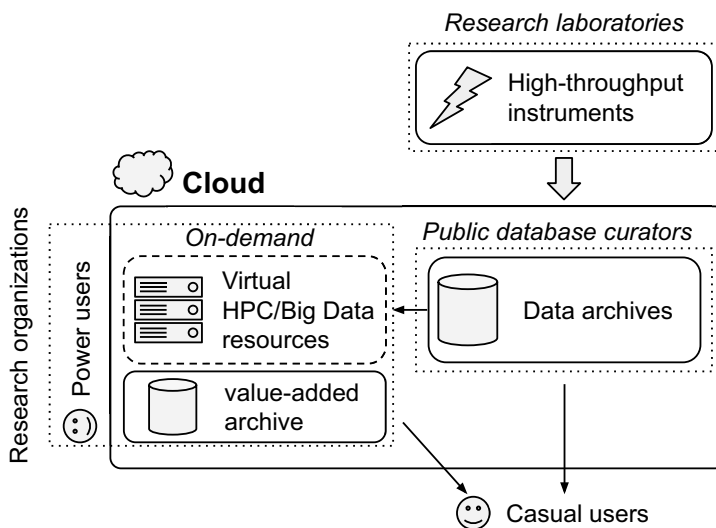 Research laboratories
High-throughput
instruments
Cloud
Research organizations
Power users
On-demand
Virtual
HPC/Big Data
resources
value-added
archive
Public database curators
Data archives
Casual users